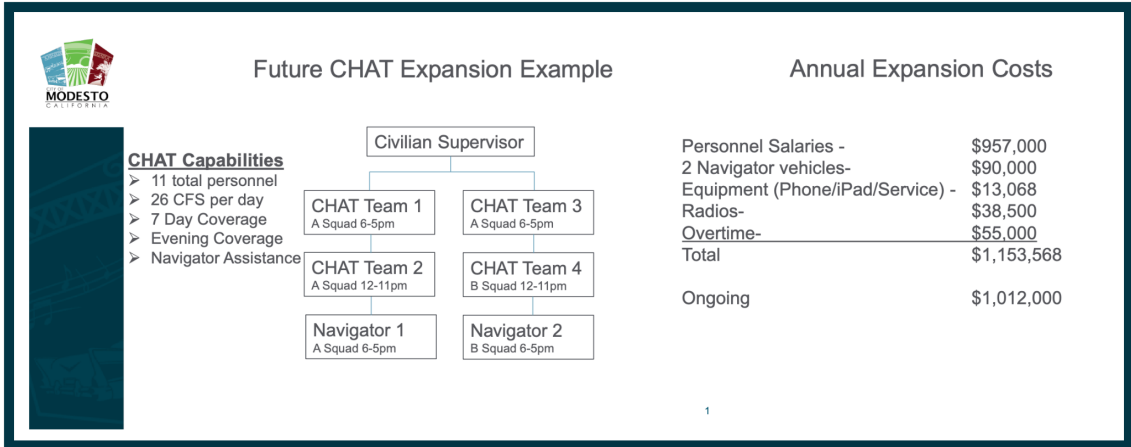 CITY OF
MODESTO
CALIFORNIA
Future CHAT Expansion Example
CHAT Capabilities
➢ 11 total personnel
➢ 26 CFS per day
➢ 7 Day Coverage
➢ Evening Coverage
➢ Navigator Assistance
Civilian Supervisor
CHAT Team 1
A Squad 6-5pm
CHAT Team 2
A Squad 12-11pm
Navigator 1
A Squad 6-5pm
CHAT Team 3
A Squad 6-5pm
CHAT Team 4
B Squad 12-11pm
Navigator 2
B Squad 6-5pm
Annual Expansion Costs
Personnel Salaries - $957,000
2 Navigator vehicles- $90,000
Equipment (Phone/iPad/Service) - $13,068
Radios- $38,500
Overtime- $55,000
Total $1,153,568
Ongoing $1,012,000
1